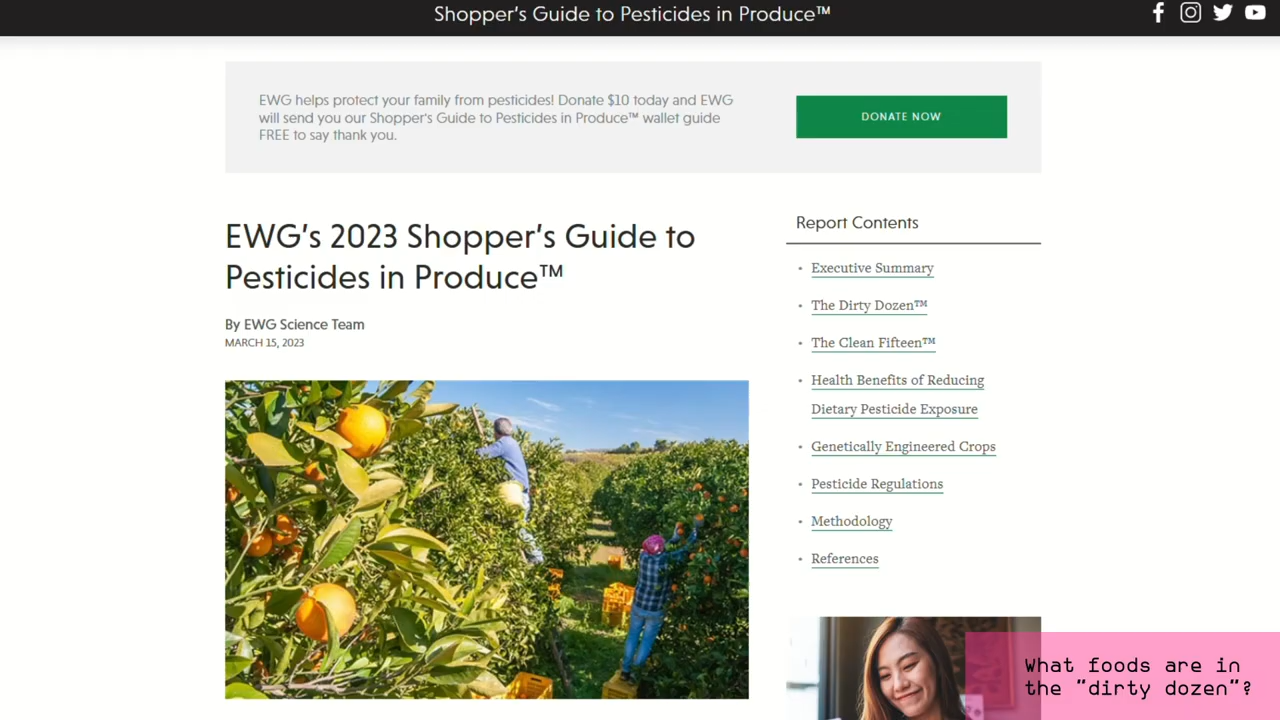 Shopper's Guide to Pesticides in Produce™
EWG helps protect your family from pesticides! Donate $10 today and EWG
will send you our Shopper's Guide to Pesticides in Produce™ wallet guide
FREE to say thank you.
DONATE NOW
EWG's 2023 Shopper's Guide to
Pesticides in Produce™
By EWG Science Team
MARCH 15, 2023
Report Contents
Executive Summary
The Dirty Dozen™
The Clean Fifteen™
Health Benefits of Reducing
Dietary Pesticide Exposure
Genetically Engineered Crops
Pesticide Regulations
Methodology
References
What foods are in
the "dirty dozen"?